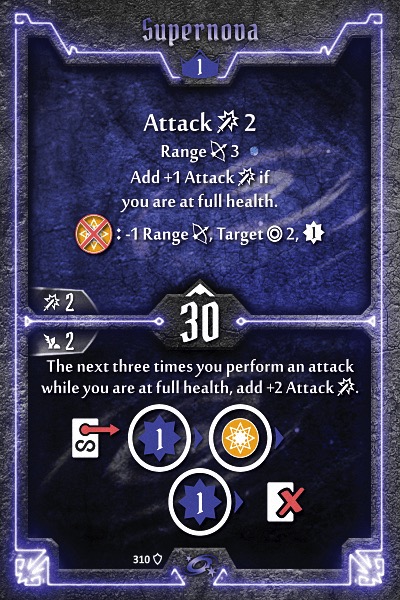 Supernova
1
Attack 2
Range 3
Add +1 Attack if
you are at full health.
: -1 Range , Target 2, 1
2
30
2
The next three times you perform an attack
while you are at full health, add +2 Attack .
S 1
1
310